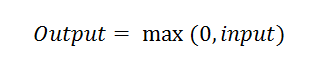 Output = max (0, input)